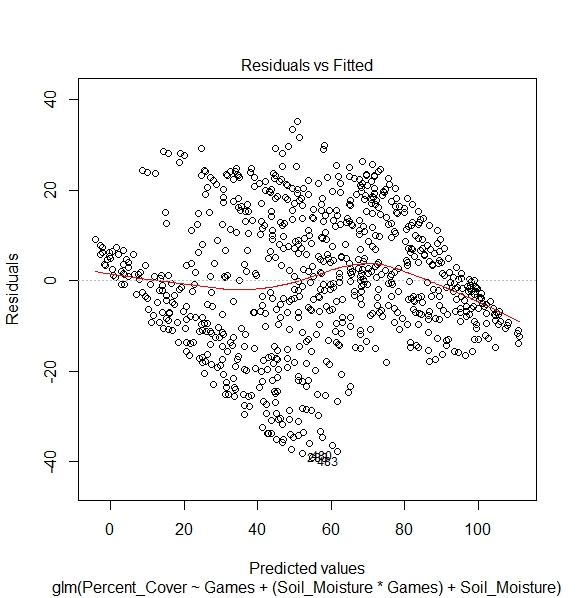 Residuals vs Fitted
40
20
0
-20
-40
Residuals
0 20 40 60 80 100
Predicted values
glm(Percent_Cover ~ Games + (Soil_Moisture * Games) + Soil_Moisture)